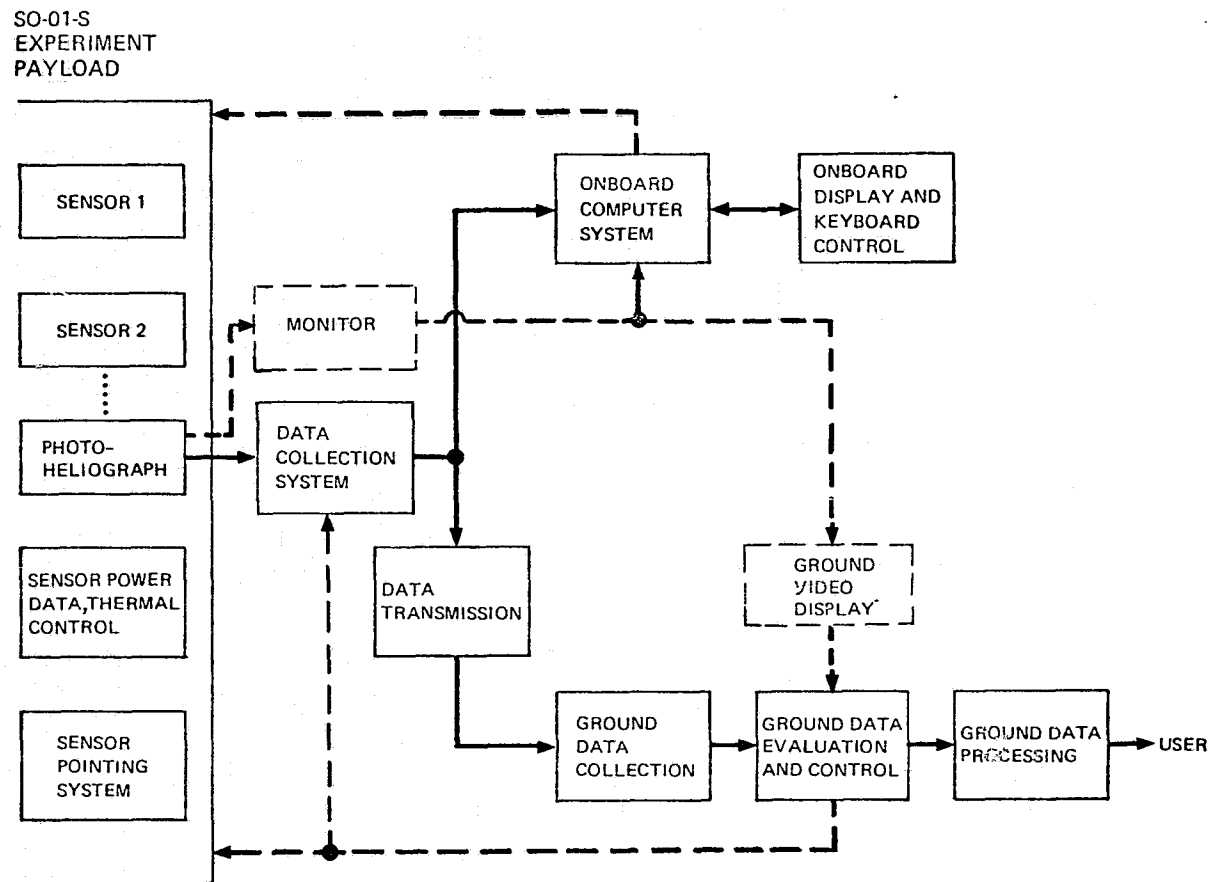 SO-01-S
EXPERIMENT
PAYLOAD
SENSOR 1
SENSOR 2
PHOTO-
HELIOGRAPH
SENSOR POWER
DATA,THERMAL
CONTROL
SENSOR
POINTING
SYSTEM
MONITOR
DATA
COLLECTION
SYSTEM
DATA
TRANSMISSION
ONBOARD
COMPUTER
SYSTEM
ONBOARD
DISPLAY AND
KEYBOARD
CONTROL
GROUND
VIDEO
DISPLAY
GROUND
DATA
COLLECTION
GROUND DATA
EVALUATION
AND CONTROL
GROUND DATA
PROCESSING
USER